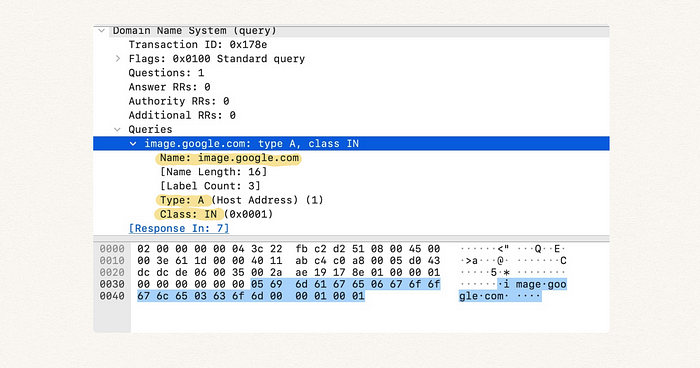 Domain Name System (query)
Transaction ID: 0x178e
Flags: 0x0100 Standard query
Questions: 1
Answer RRs: 0
Authority RRs: 0
Additional RRs: 0
Queries
image.google.com: type A, class IN
Name: image.google.com
[Name Length: 16]
[Label Count: 3]
Type: A (Host Address) (1)
Class: IN (0x0001)
[Response In: 7]
0000 02 00 00 00 00 04 3c 22 fb c2 d2 51 08 00 45 00 ······<" ···Q··E·
0010 00 3e 61 1d 00 00 40 11 ab c4 c0 a8 00 05 d0 43 ·>a···@· ·······C
0020 dc dc de 06 00 35 00 2a ae 19 17 8e 01 00 00 01 ·····5·* ········
0030 00 00 00 00 00 00 05 69 6d 61 67 65 06 67 6f 6f ·······i mage·goo
0040 67 6c 65 03 63 6f 6d 00 00 01 00 01 gle·com· ····